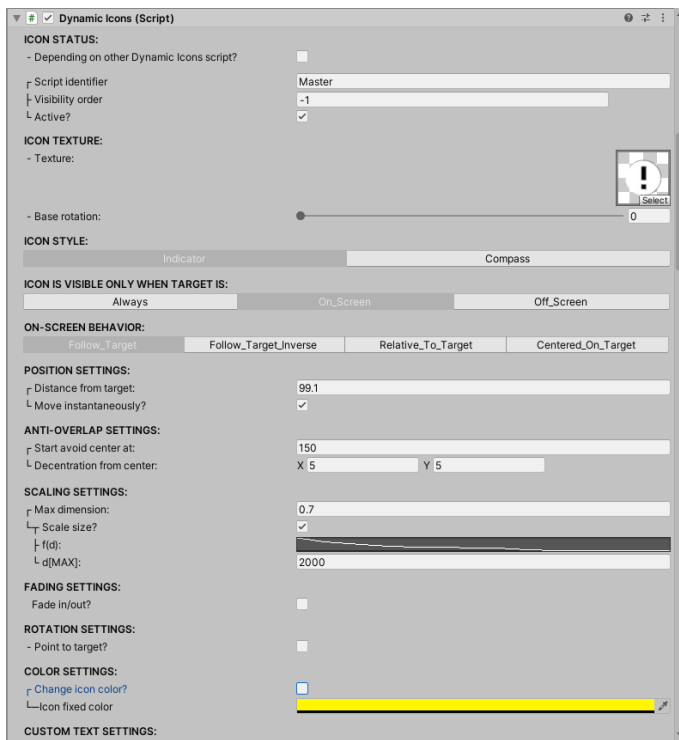 Dynamic Icons (Script)
ICON STATUS:
- Depending on other Dynamic Icons script?
Script identifier Master
Visibility order -1
Active?
ICON TEXTURE:
- Texture:
Select
- Base rotation: 0
ICON STYLE:
Indicator Compass
ICON IS VISIBLE ONLY WHEN TARGET IS:
Always On_Screen Off_Screen
ON-SCREEN BEHAVIOR:
Follow_Target Follow_Target_Inverse Relative_To_Target Centered_On_Target
POSITION SETTINGS:
Distance from target: 99.1
Move instantaneously?
ANTI-OVERLAP SETTINGS:
Start avoid center at: 150
Decentration from center: X 5 Y 5
SCALING SETTINGS:
Max dimension: 0.7
Scale size?
f(d):
d[MAX]: 2000
FADING SETTINGS:
Fade in/out?
ROTATION SETTINGS:
- Point to target?
COLOR SETTINGS:
Change icon color?
Icon fixed color
CUSTOM TEXT SETTINGS: